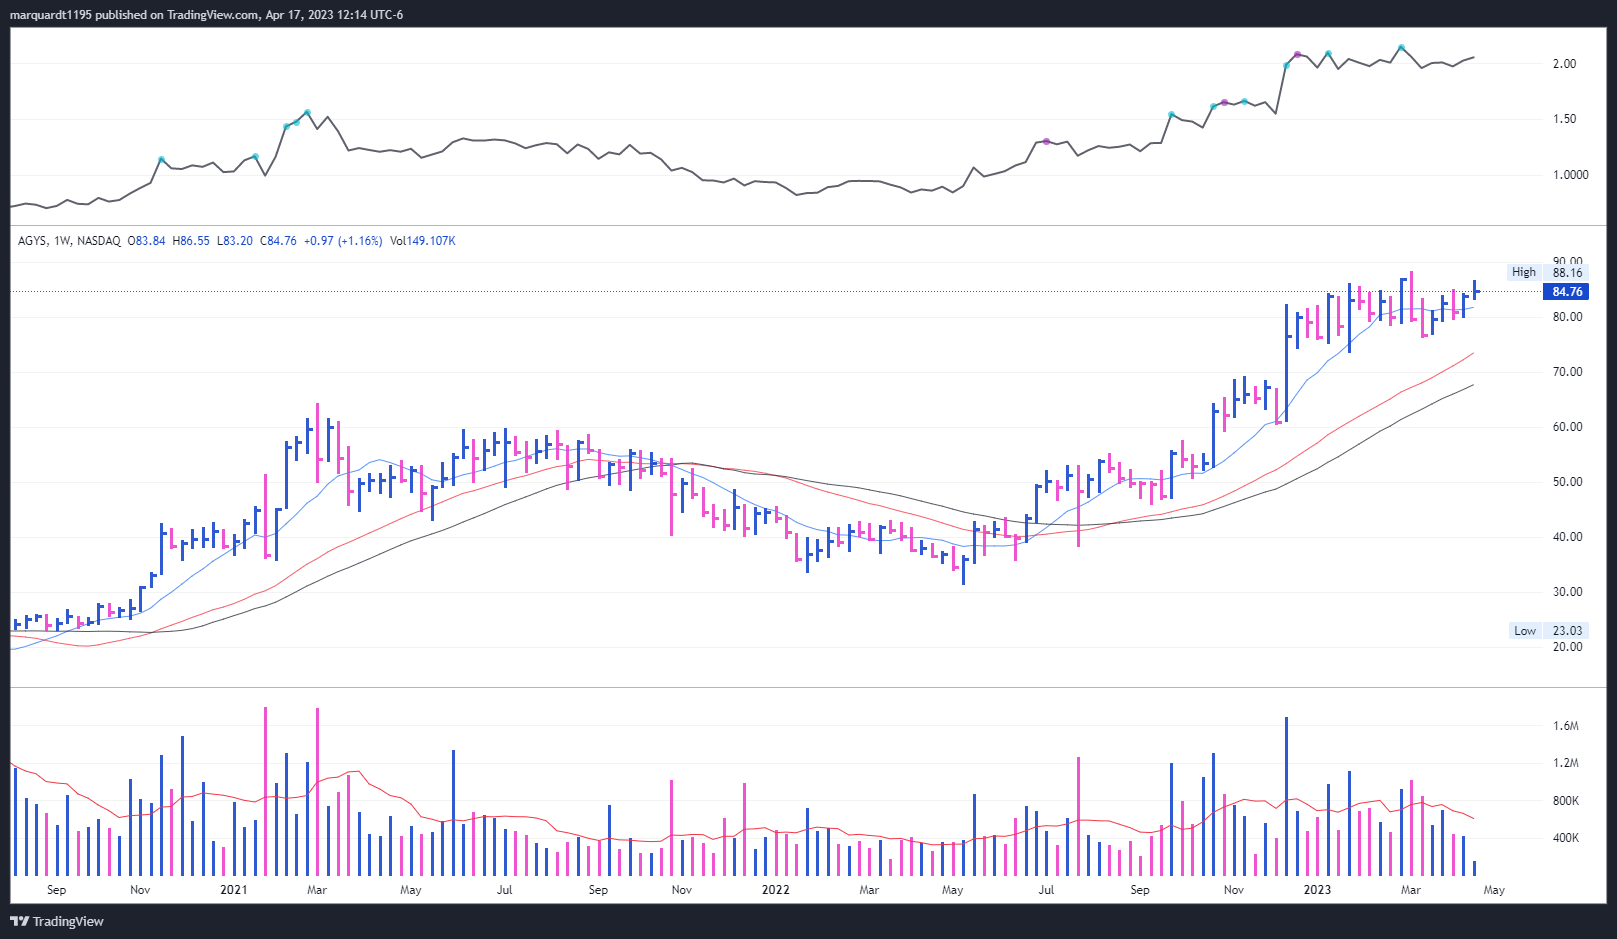 marquardt1195 published on TradingView.com, Apr 17, 2023 12:14 UTC-6
2.00
1.50
1.0000
AGYS, 1W, NASDAQ O83.84 H86.55 L83.20 C84.76 +0.97 (+1.16%) Vol149.107K
90.00
High 88.16
84.76
80.00
70.00
60.00
50.00
40.00
30.00
Low 23.03
20.00
1.6M
1.2M
800K
400K
Sep Nov 2021 Mar May Jul Sep Nov 2022 Mar May Jul Sep Nov 2023 Mar May
TradingView